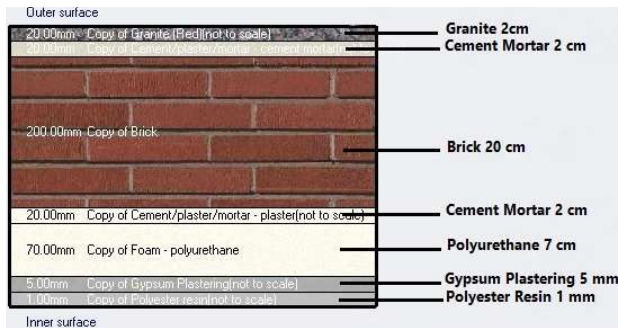 Outer surface
20.00mm Copy of Granite (Red)(not to scale)
Granite 2cm
20.00mm Copy of Cement/plaster/mortar - cement mortar
Cement Mortar 2 cm
200.00mm Copy of Brick
Brick 20 cm
20.00mm Copy of Cement/plaster/mortar - plaster(not to scale)
Cement Mortar 2 cm
70.00mm Copy of Foam - polyurethane
Polyurethane 7 cm
5.00mm Copy of Gypsum Plastering(not to scale)
Gypsum Plastering 5 mm
1.00mm Copy of Polyester resin(not to scale)
Polyester Resin 1 mm
Inner surface